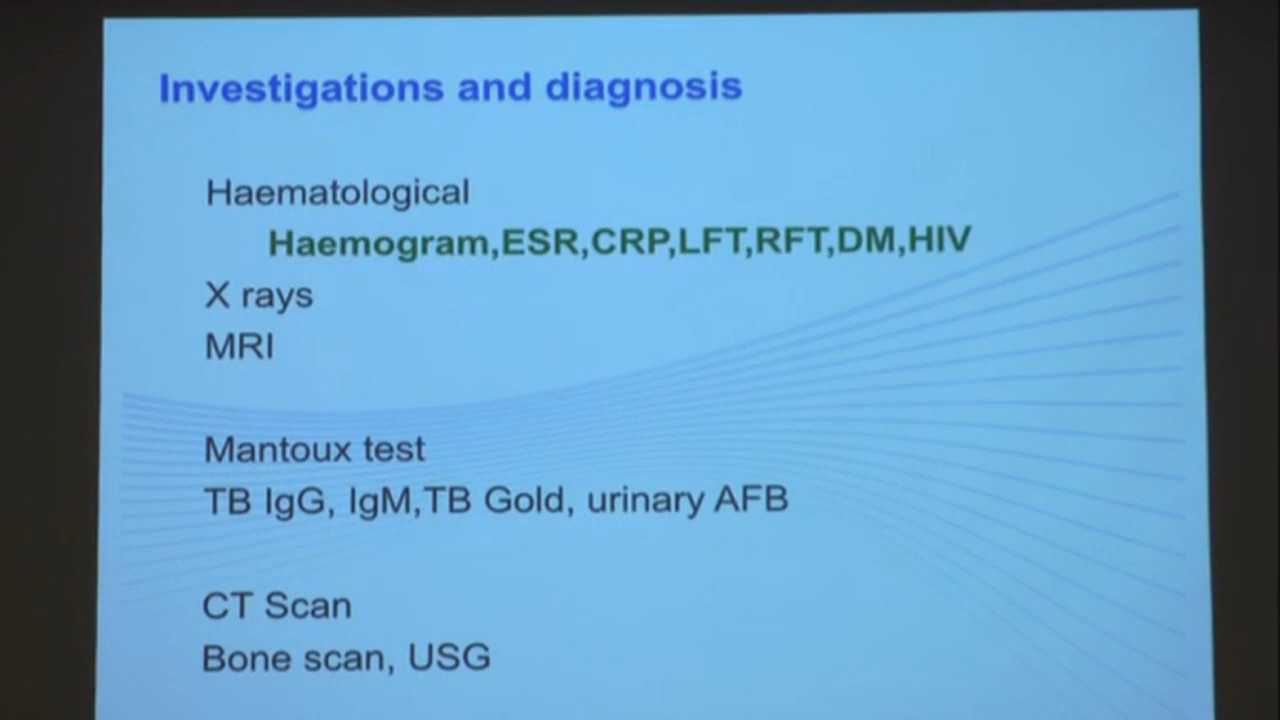 Investigations and diagnosis
Haematological
Haemogram,ESR,CRP,LFT,RFT,DM,HIV
X rays
MRI
Mantoux test
TB IgG, IgM,TB Gold, urinary AFB
CT Scan
Bone scan, USG